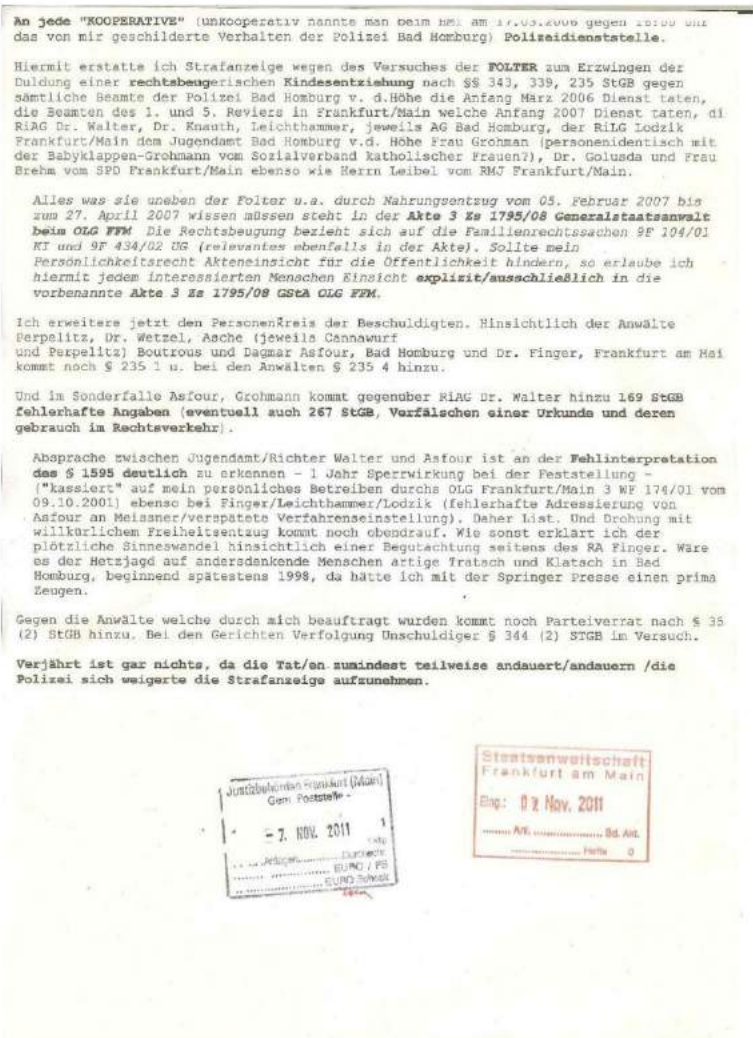 An jede "KOOPERATIVE" (unkooperativ nannte man beim HMI am 17.03.2006 gegen Uhr
das von mir geschilderte Verhalten der Polizei Bad Homburg) Polizeidienststelle.
Hiermit erstatte ich Strafanzeige wegen des Versuches der FOLTER zum Erzwingen der
Duldung einer rechtsbeugerischen Kindesentziehung nach §§ 343, 339, 235 StGB gegen
sämtliche Beamte der Polizei Bad Homburg v. d.Höhe die Anfang März 2006 Dienst taten,
die Beamten des 1. und 5. Reviers in Frankfurt/Main welche Anfang 2007 Dienst taten, di
RiAG Dr. Walter, Dr. Knauth, Leichthammer, jeweils AG Bad Homburg, der RiLG Lodzik
Frankfurt/Main dem Jugendamt Bad Homburg v.d. Höhe Frau Grohman (personenidentisch mit
der Babyklappen-Grohmann vom Sozialverband katholischer Frauen?), Dr. Golusda und Frau
Brehm vom SPD Frankfurt/Main ebenso wie Herrn Leibel vom RMJ Frankfurt/Main.
Alles was sie uneben der Folter u.a. durch Nahrungsentzug vom 05. Februar 2007 bis
zum 27. April 2007 wissen müssen steht in der Akte 3 Zs 1795/08 Generalstaatsanwalt
beim OLG FFM Die Rechtsbeugung bezieht sich auf die Familienrechtssachen 9F 104/01
KI und 9F 434/02 UG (relevantes ebenfalls in der Akte). Sollte mein
Persönlichkeitsrecht Akteneinsicht für die Öffentlichkeit hindern, so erlaube ich
hiermit jedem interessierten Menschen Einsicht explizit/ausschließlich in die
vorbenannte Akte 3 Zs 1795/08 GStA OLG FFM.
Ich erweitere jetzt den Personenkreis der Beschuldigten. Hinsichtlich der Anwälte
Perpelitz, Dr. Wetzel, Asche (jeweils Cannawurf
und Perpelitz) Boutrous und Dagmar Asfour, Bad Homburg und Dr. Finger, Frankfurt am Mai
kommt noch § 235 1 u. bei den Anwälten § 235 4 hinzu.
Und im Sonderfalle Asfour, Grohmann kommt gegenüber RiAG Dr. Walter hinzu 169 StGB
fehlerhafte Angaben (eventuell auch 267 StGB, Verfälschen einer Urkunde und deren
gebrauch im Rechtsverkehr).
Absprache zwischen Jugendamt/Richter Walter und Asfour ist an der Fehlinterpretation
des § 1595 deutlich zu erkennen - 1 Jahr Sperrwirkung bei der Feststellung -
("kassiert" auf mein persönliches Betreiben durchs OLG Frankfurt/Main 3 WF 174/01 vom
09.10.2001) ebenso bei Finger/Leichthammer/Lodzik (fehlerhafte Adressierung von
Asfour an Meissner/verspätete Verfahrenseinstellung). Daher List. Und Drohung mit
willkürlichem Freiheitsentzug kommt noch obendrauf. Wie sonst erklärt ich der
plötzliche Sinneswandel hinsichtlich einer Begutachtung seitens des RA Finger. Wäre
es der Hetzjagd auf andersdenkende Menschen artige Tratsch und Klatsch in Bad
Homburg, beginnend spätestens 1998, da hätte ich mit der Springer Presse einen prima
Zeugen.
Gegen die Anwälte welche durch mich beauftragt wurden kommt noch Parteiverrat nach § 35
(2) StGB hinzu. Bei den Gerichten Verfolgung Unschuldiger § 344 (2) STGB im Versuch.
Verjährt ist gar nichts, da die Tat/en zumindest teilweise andauert/andauern /die
Polizei sich weigerte die Strafanzeige aufzunehmen.
Justizbehörden Frankfurt (Main)
Gem. Poststelle -
- 7. NOV. 2011
Anlagen Durchschr.
EURO / PS
EURO Scheck
Staatsanwaltschaft
Frankfurt am Main
Eing.: 02 Nov. 2011
Anl. Bd. Akt.
Hefte 0